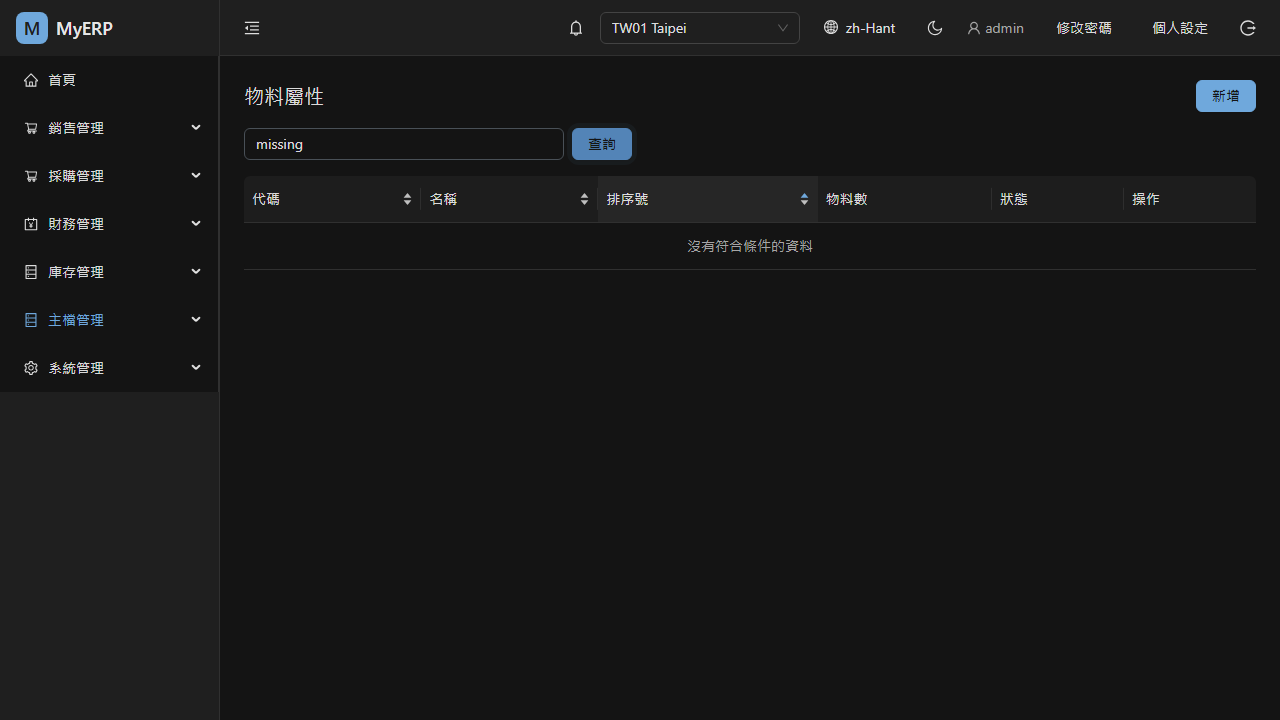 M MyERP
TW01 Taipei
zh-Hant
admin
修改密碼
個人設定
首頁
銷售管理
採購管理
財務管理
庫存管理
主檔管理
系統管理
物料屬性
新增
missing
查詢
代碼
名稱
排序號
物料數
狀態
操作
沒有符合條件的資料